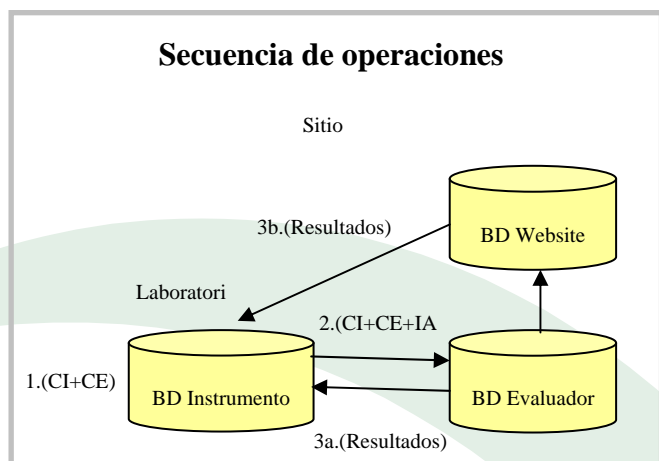 Secuencia de operaciones
Sitio
BD Website
3b.(Resultados)
Laboratori
2.(CI+CE+IA
1.(CI+CE)
BD Instrumento
BD Evaluador
3a.(Resultados)